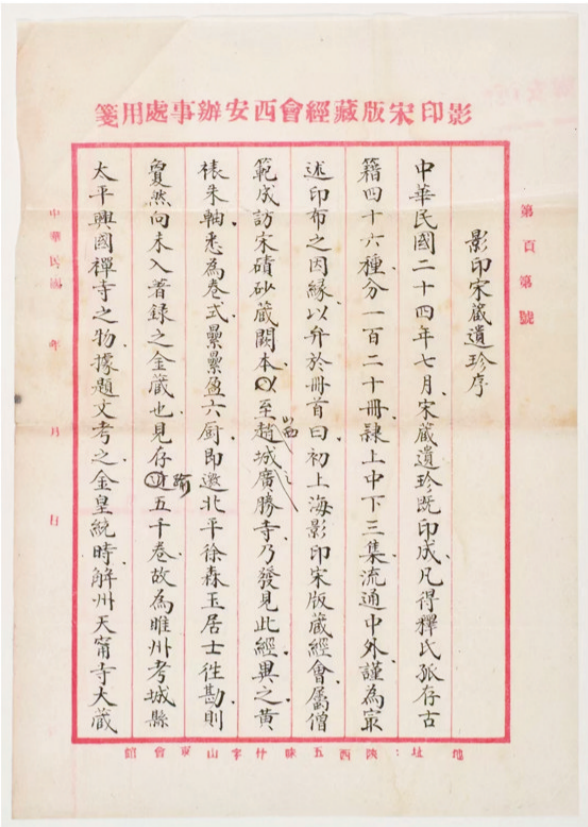 影印宋版藏經會西安辦事處用箋
第 頁 第 號
影印宋藏遺珍序
中華民國二十四年七月、宋藏遺珍既印成、凡得釋氏孤存古
籍四十六種、分一百二十冊、隸上中下三集、流通中外、謹為冣
述印布之因緣、以弁於冊首、曰、初上海影印宋版藏經會、屬僧
範成訪宋磧砂藏闕本、至山西趙城廣勝寺、乃發見此經、異之、黃
裱朱軸、悉為卷式、纍纍盈六厨、即邀北平徐森玉居士往勘、則
敻然向未入著錄之金藏也、見存踰五千卷、故為睢州考城縣
太平興國禪寺之物、據題文考之、金皇統時、解州天甯寺大藏
中華民國 年 月 日
地址：陝西五味什字山東會館